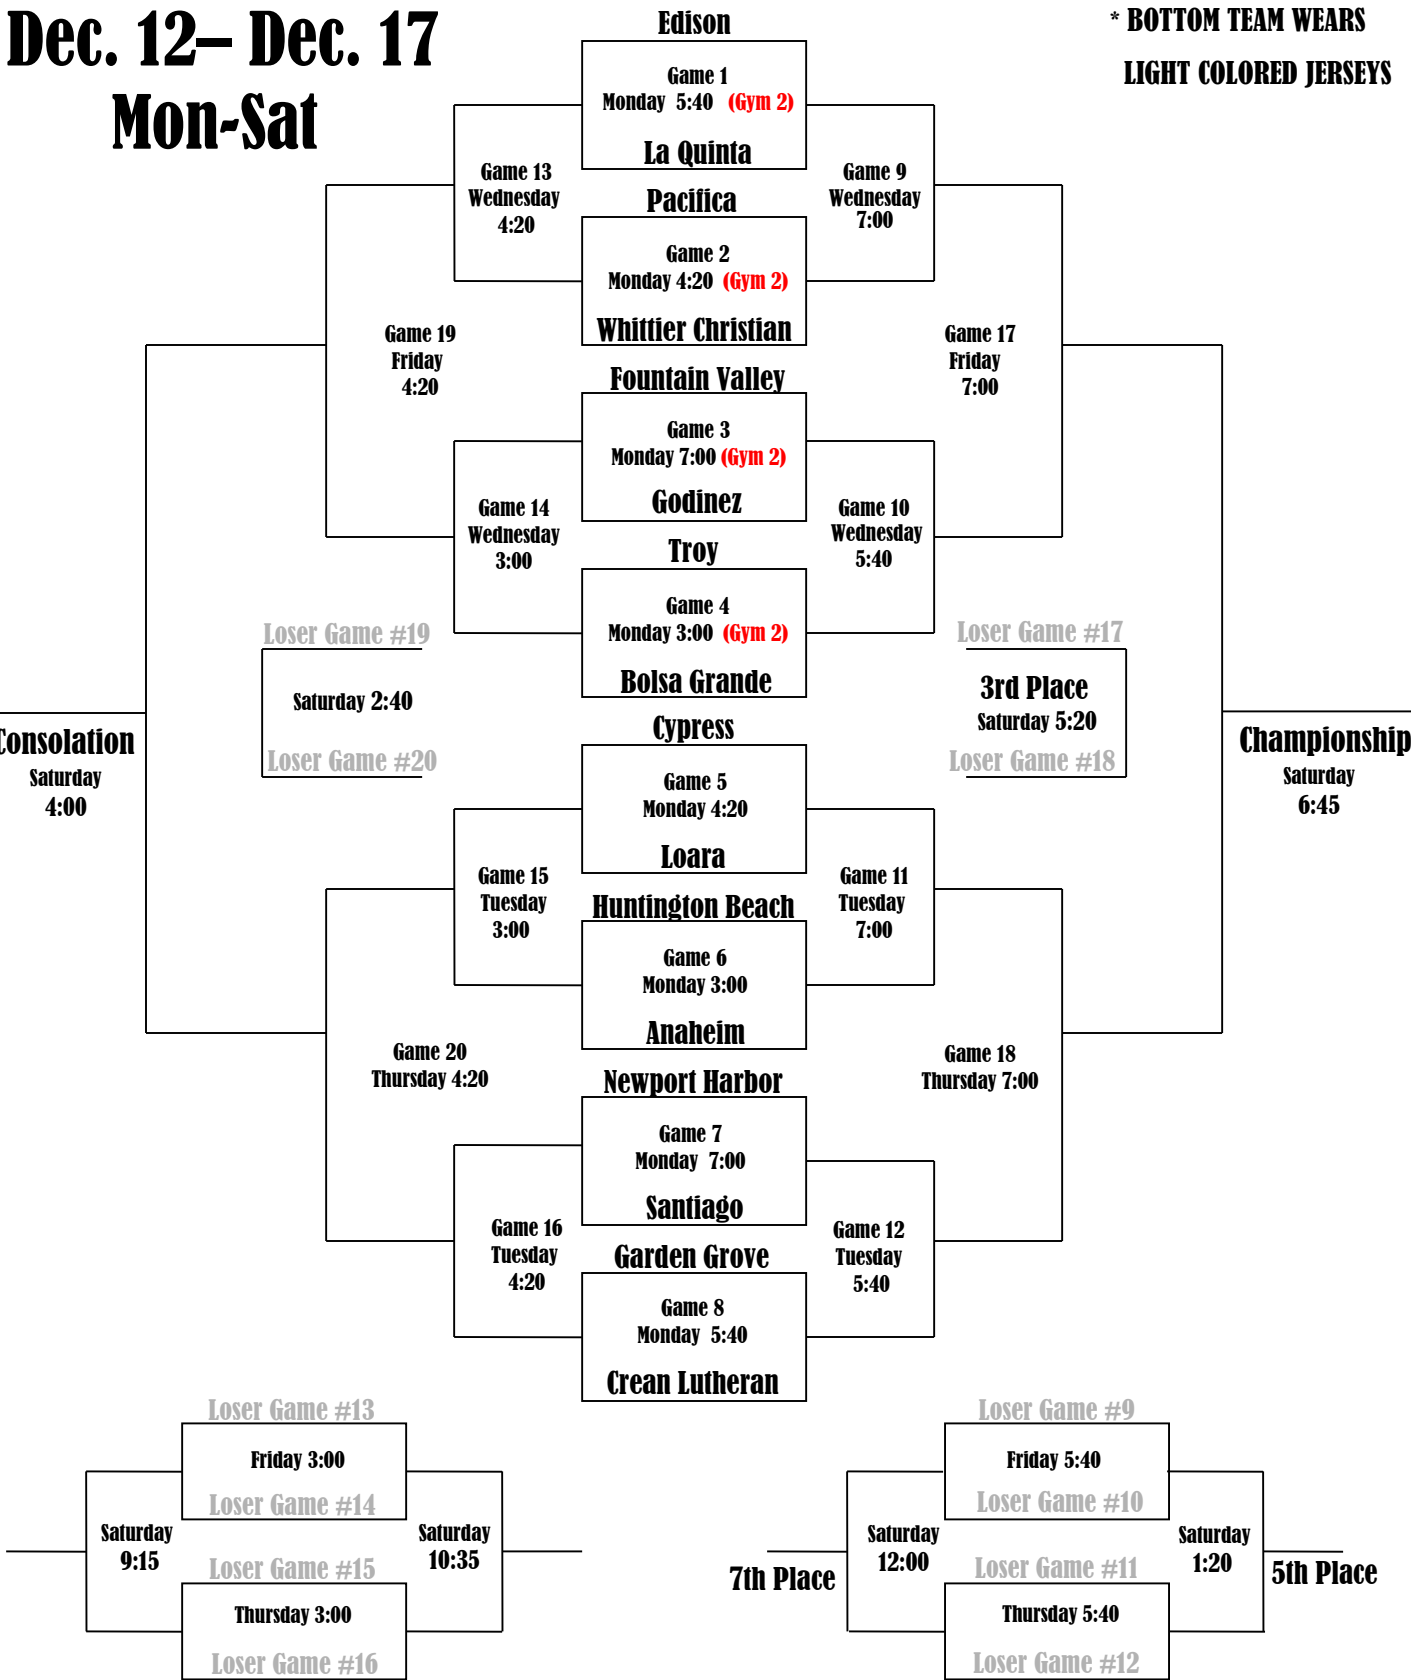 Dec. 12– Dec. 17
Mon-Sat
* BOTTOM TEAM WEARS
LIGHT COLORED JERSEYS
Edison
Game 1
Monday 5:40 (Gym 2)
La Quinta
Game 13
Wednesday
4:20
Game 9
Wednesday
7:00
Pacifica
Game 2
Monday 4:20 (Gym 2)
Whittier Christian
Game 19
Friday
4:20
Game 17
Friday
7:00
Fountain Valley
Game 3
Monday 7:00 (Gym 2)
Godinez
Game 14
Wednesday
3:00
Game 10
Wednesday
5:40
Troy
Game 4
Monday 3:00 (Gym 2)
Bolsa Grande
Loser Game #19
Saturday 2:40
Loser Game #20
Loser Game #17
3rd Place
Saturday 5:20
Loser Game #18
Consolation
Saturday
4:00
Championship
Saturday
6:45
Cypress
Game 5
Monday 4:20
Loara
Game 15
Tuesday
3:00
Game 11
Tuesday
7:00
Huntington Beach
Game 6
Monday 3:00
Anaheim
Game 20
Thursday 4:20
Game 18
Thursday 7:00
Newport Harbor
Game 7
Monday 7:00
Santiago
Game 16
Tuesday
4:20
Game 12
Tuesday
5:40
Garden Grove
Game 8
Monday 5:40
Crean Lutheran
Loser Game #13
Friday 3:00
Loser Game #14
Saturday
9:15
Saturday
10:35
Loser Game #15
Thursday 3:00
Loser Game #16
Loser Game #9
Friday 5:40
Loser Game #10
7th Place
Saturday
12:00
Saturday
1:20
5th Place
Loser Game #11
Thursday 5:40
Loser Game #12